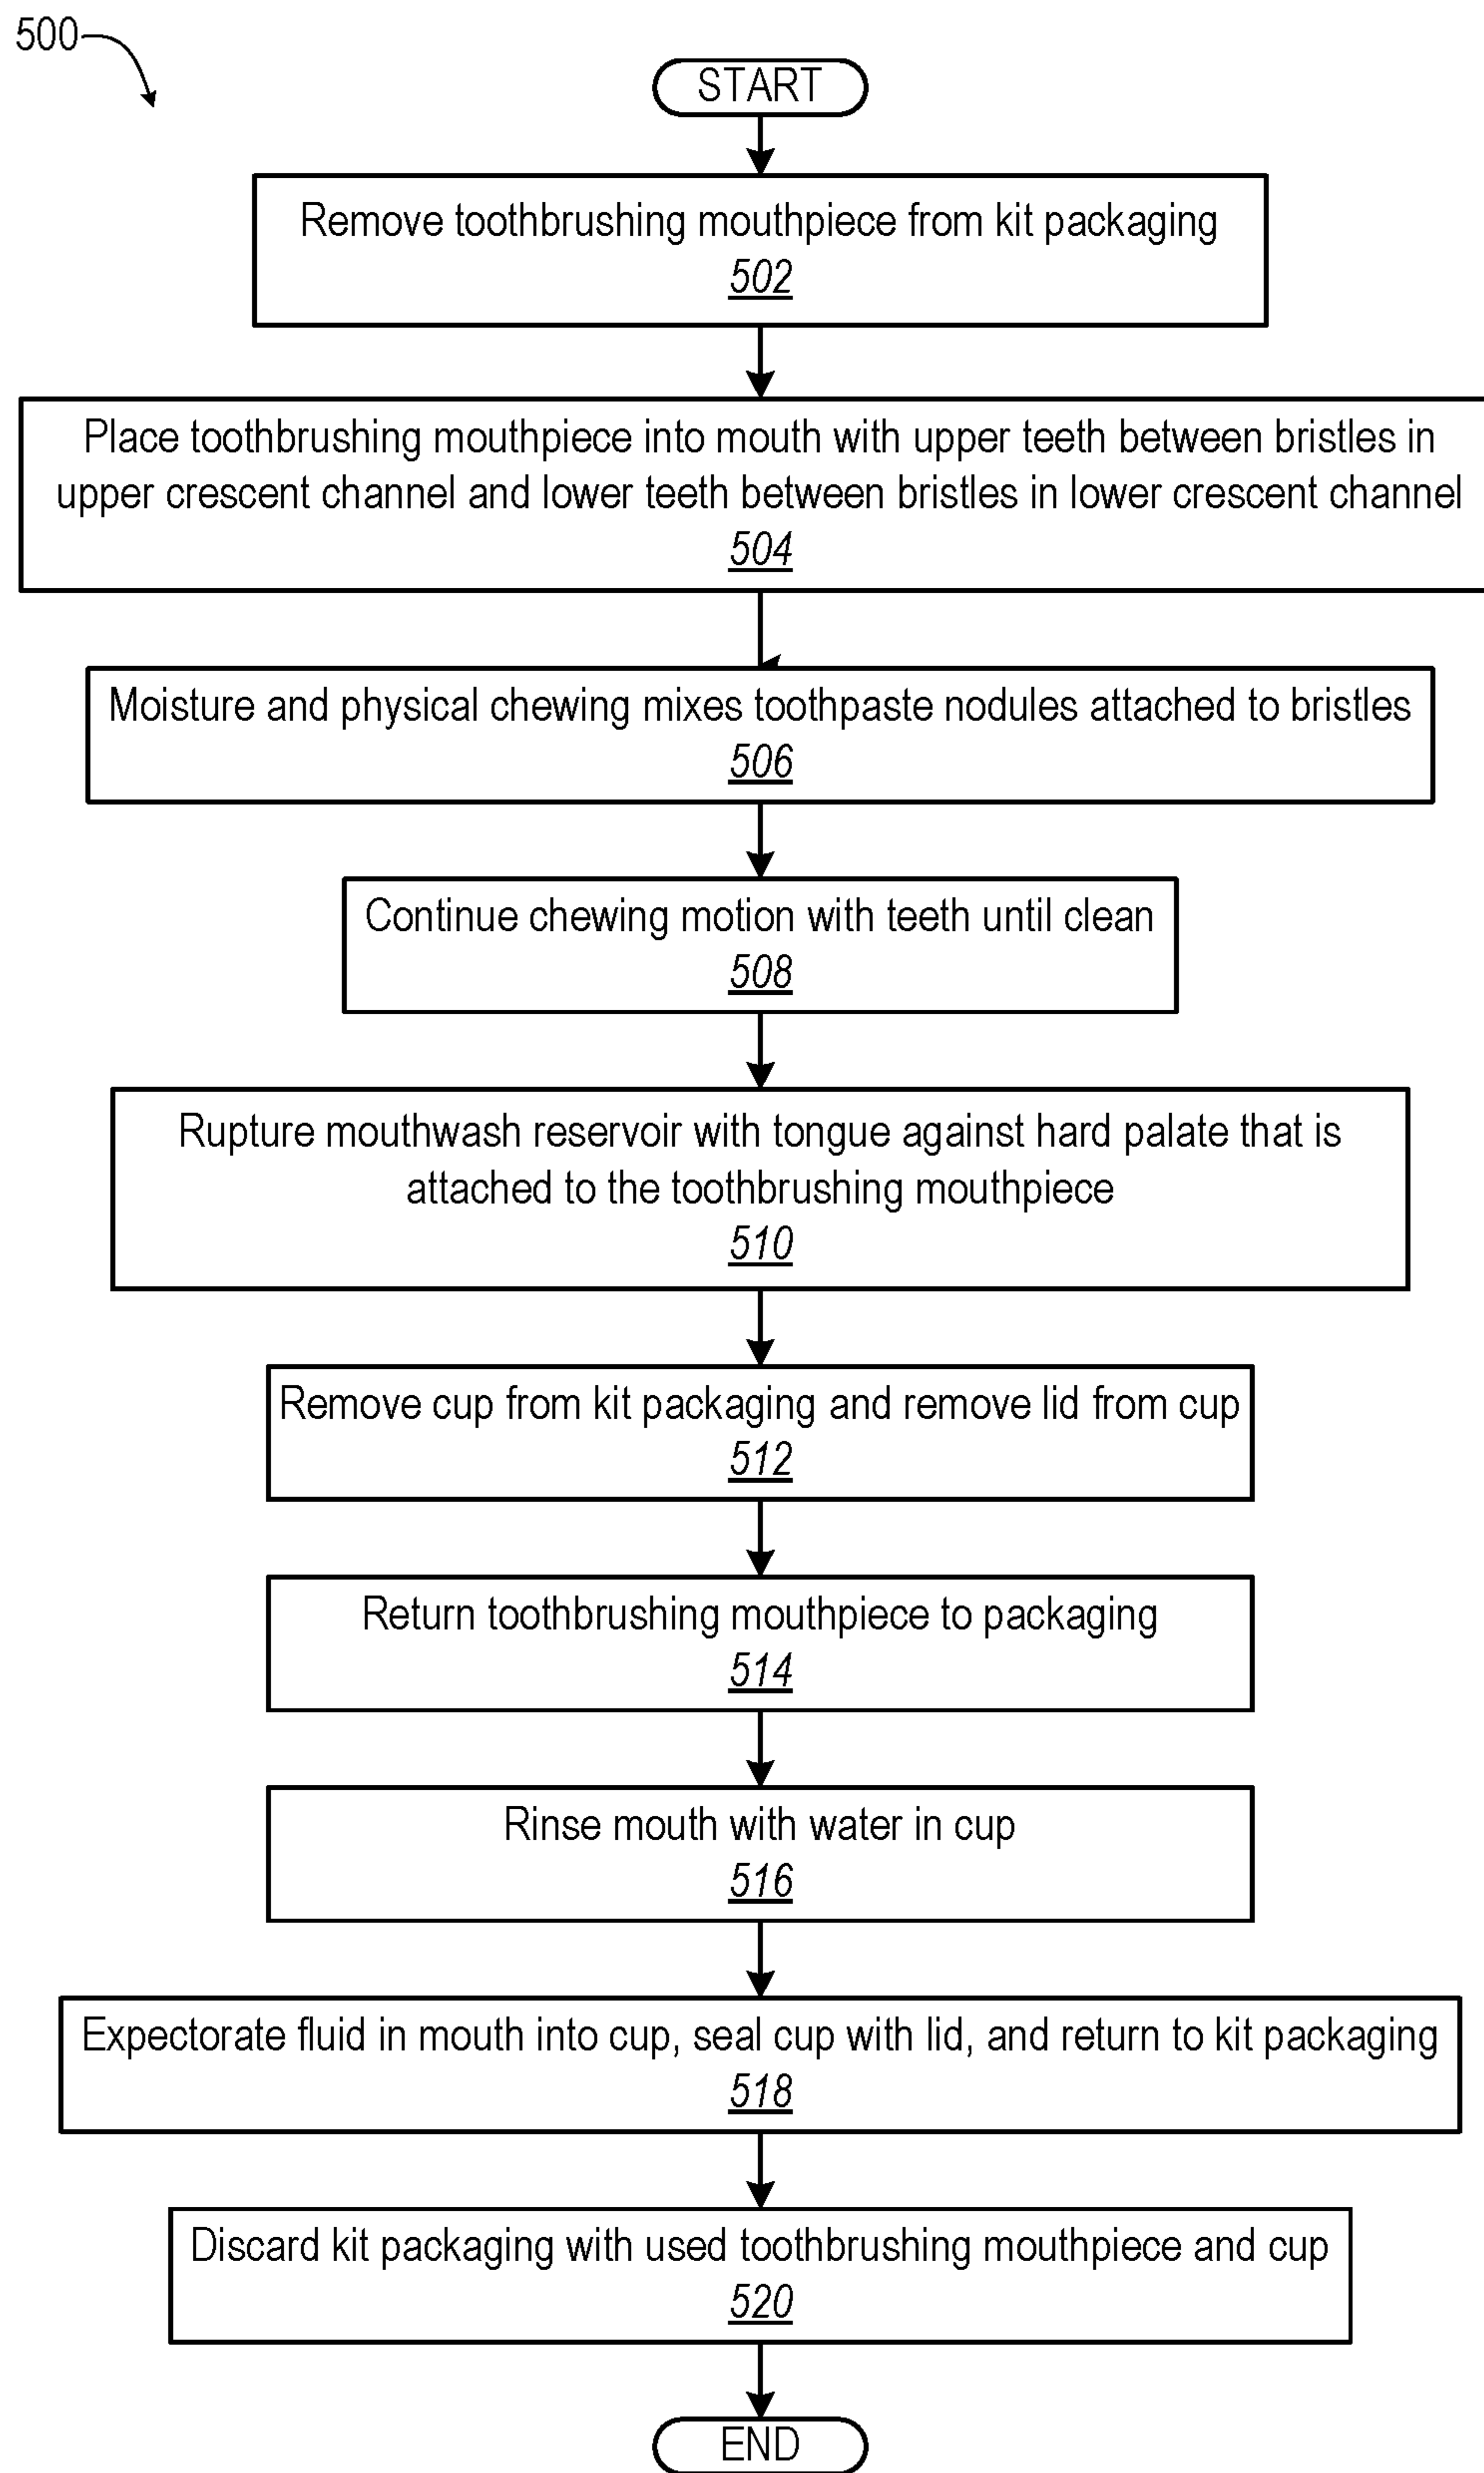 500
START
Remove toothbrushing mouthpiece from kit packaging
502
Place toothbrushing mouthpiece into mouth with upper teeth between bristles in
upper crescent channel and lower teeth between bristles in lower crescent channel
504
Moisture and physical chewing mixes toothpaste nodules attached to bristles
506
Continue chewing motion with teeth until clean
508
Rupture mouthwash reservoir with tongue against hard palate that is
attached to the toothbrushing mouthpiece
510
Remove cup from kit packaging and remove lid from cup
512
Return toothbrushing mouthpiece to packaging
514
Rinse mouth with water in cup
516
Expectorate fluid in mouth into cup, seal cup with lid, and return to kit packaging
518
Discard kit packaging with used toothbrushing mouthpiece and cup
520
END